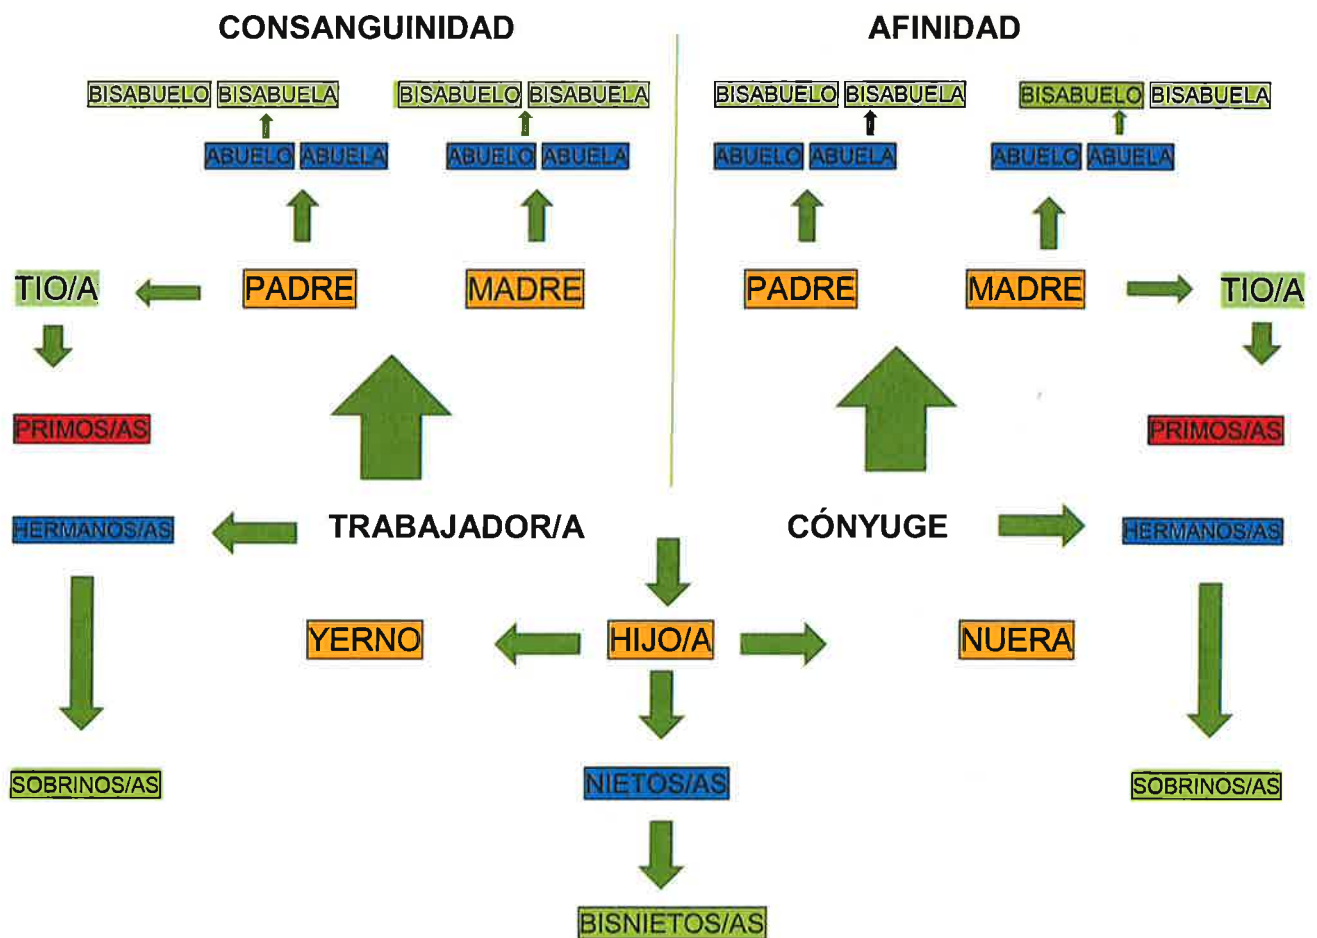 CONSANGUINIDAD AFINIDAD
BISABUELO BISABUELA BISABUELO BISABUELA BISABUELO BISABUELA BISABUELO BISABUELA
ABUELO ABUELA ABUELO ABUELA ABUELO ABUELA ABUELO ABUELA
TIO/A PADRE MADRE PADRE MADRE TIO/A
PRIMOS/AS PRIMOS/AS
HERMANOS/AS TRABAJADOR/A CÓNYUGE HERMANOS/AS
YERNO HIJO/A NUERA
SOBRINOS/AS NIETOS/AS SOBRINOS/AS
BISNIETOS/AS